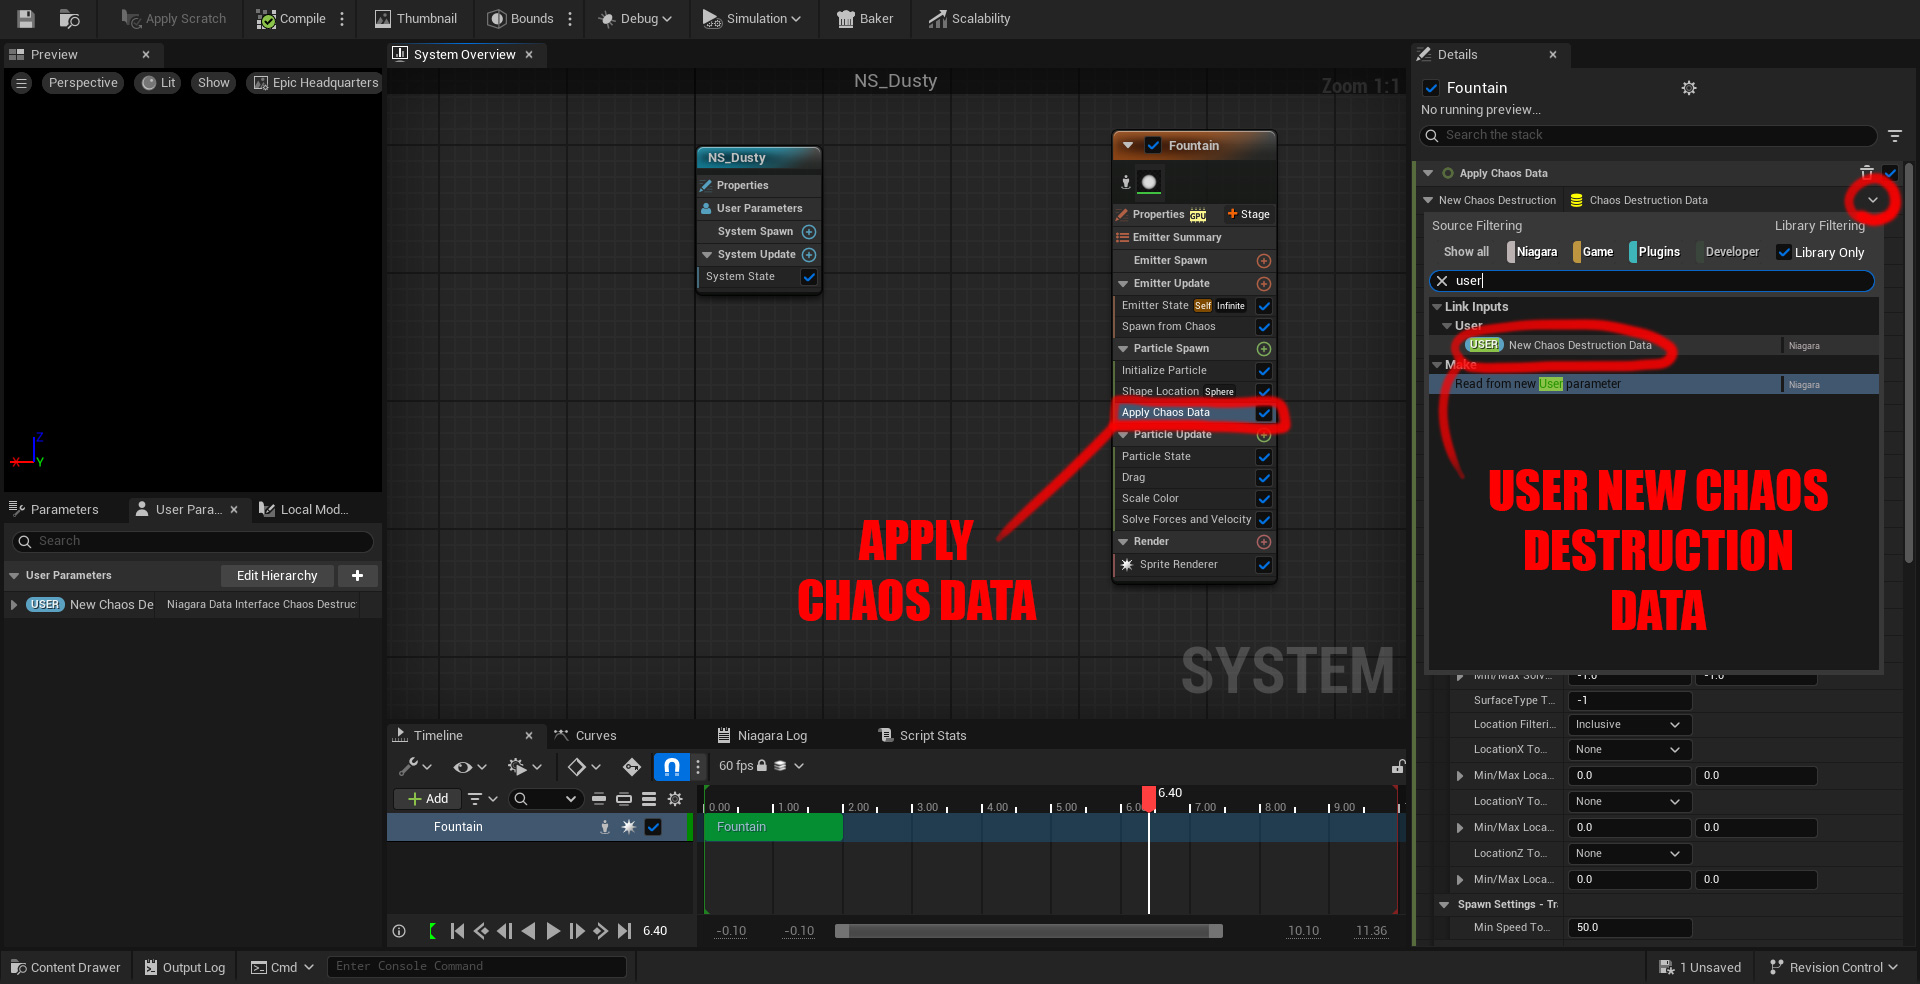 Apply Scratch
Compile
Thumbnail
Bounds
Debug
Simulation
Baker
Scalability
Preview
Perspective
Lit
Show
Epic Headquarters
Z
X
Y
System Overview
NS_Dusty
Zoom 1:1
NS_Dusty
Properties
User Parameters
System Spawn
System Update
System State
Fountain
Properties
GPU
Stage
Emitter Summary
Emitter Spawn
Emitter Update
Emitter State Self Infinite
Spawn from Chaos
Particle Spawn
Initialize Particle
Shape Location Sphere
Apply Chaos Data
Particle Update
Particle State
Drag
Scale Color
Solve Forces and Velocity
Render
Sprite Renderer
APPLY
CHAOS DATA
SYSTEM
Parameters
User Para...
Local Mod...
Search
User Parameters
Edit Hierarchy
USER New Chaos De
Niagara Data Interface Chaos Destruc
Timeline
Curves
Niagara Log
Script Stats
60 fps
Add
0.00
1.00
2.00
3.00
4.00
5.00
6.0
6.40
7.00
8.00
9.00
Fountain
Fountain
6.40
-0.10
-0.10
10.10
11.36
Details
Fountain
No running preview...
Search the stack
Apply Chaos Data
New Chaos Destruction
Chaos Destruction Data
Source Filtering
Library Filtering
Show all
Niagara
Game
Plugins
Developer
Library Only
user
Link Inputs
User
USER New Chaos Destruction Data
Niagara
Make
Read from new User parameter
Niagara
USER NEW CHAOS
DESTRUCTION
DATA
Min/Max Solv...
-1.0
-1.0
SurfaceType T...
-1
Location Filteri...
Inclusive
LocationX To...
None
Min/Max Loca...
0.0
0.0
LocationY To...
None
Min/Max Loca...
0.0
0.0
LocationZ To...
None
Min/Max Loca...
0.0
0.0
Spawn Settings - Tr
Min Speed To...
50.0
Content Drawer
Output Log
Cmd
Enter Console Command
1 Unsaved
Revision Control